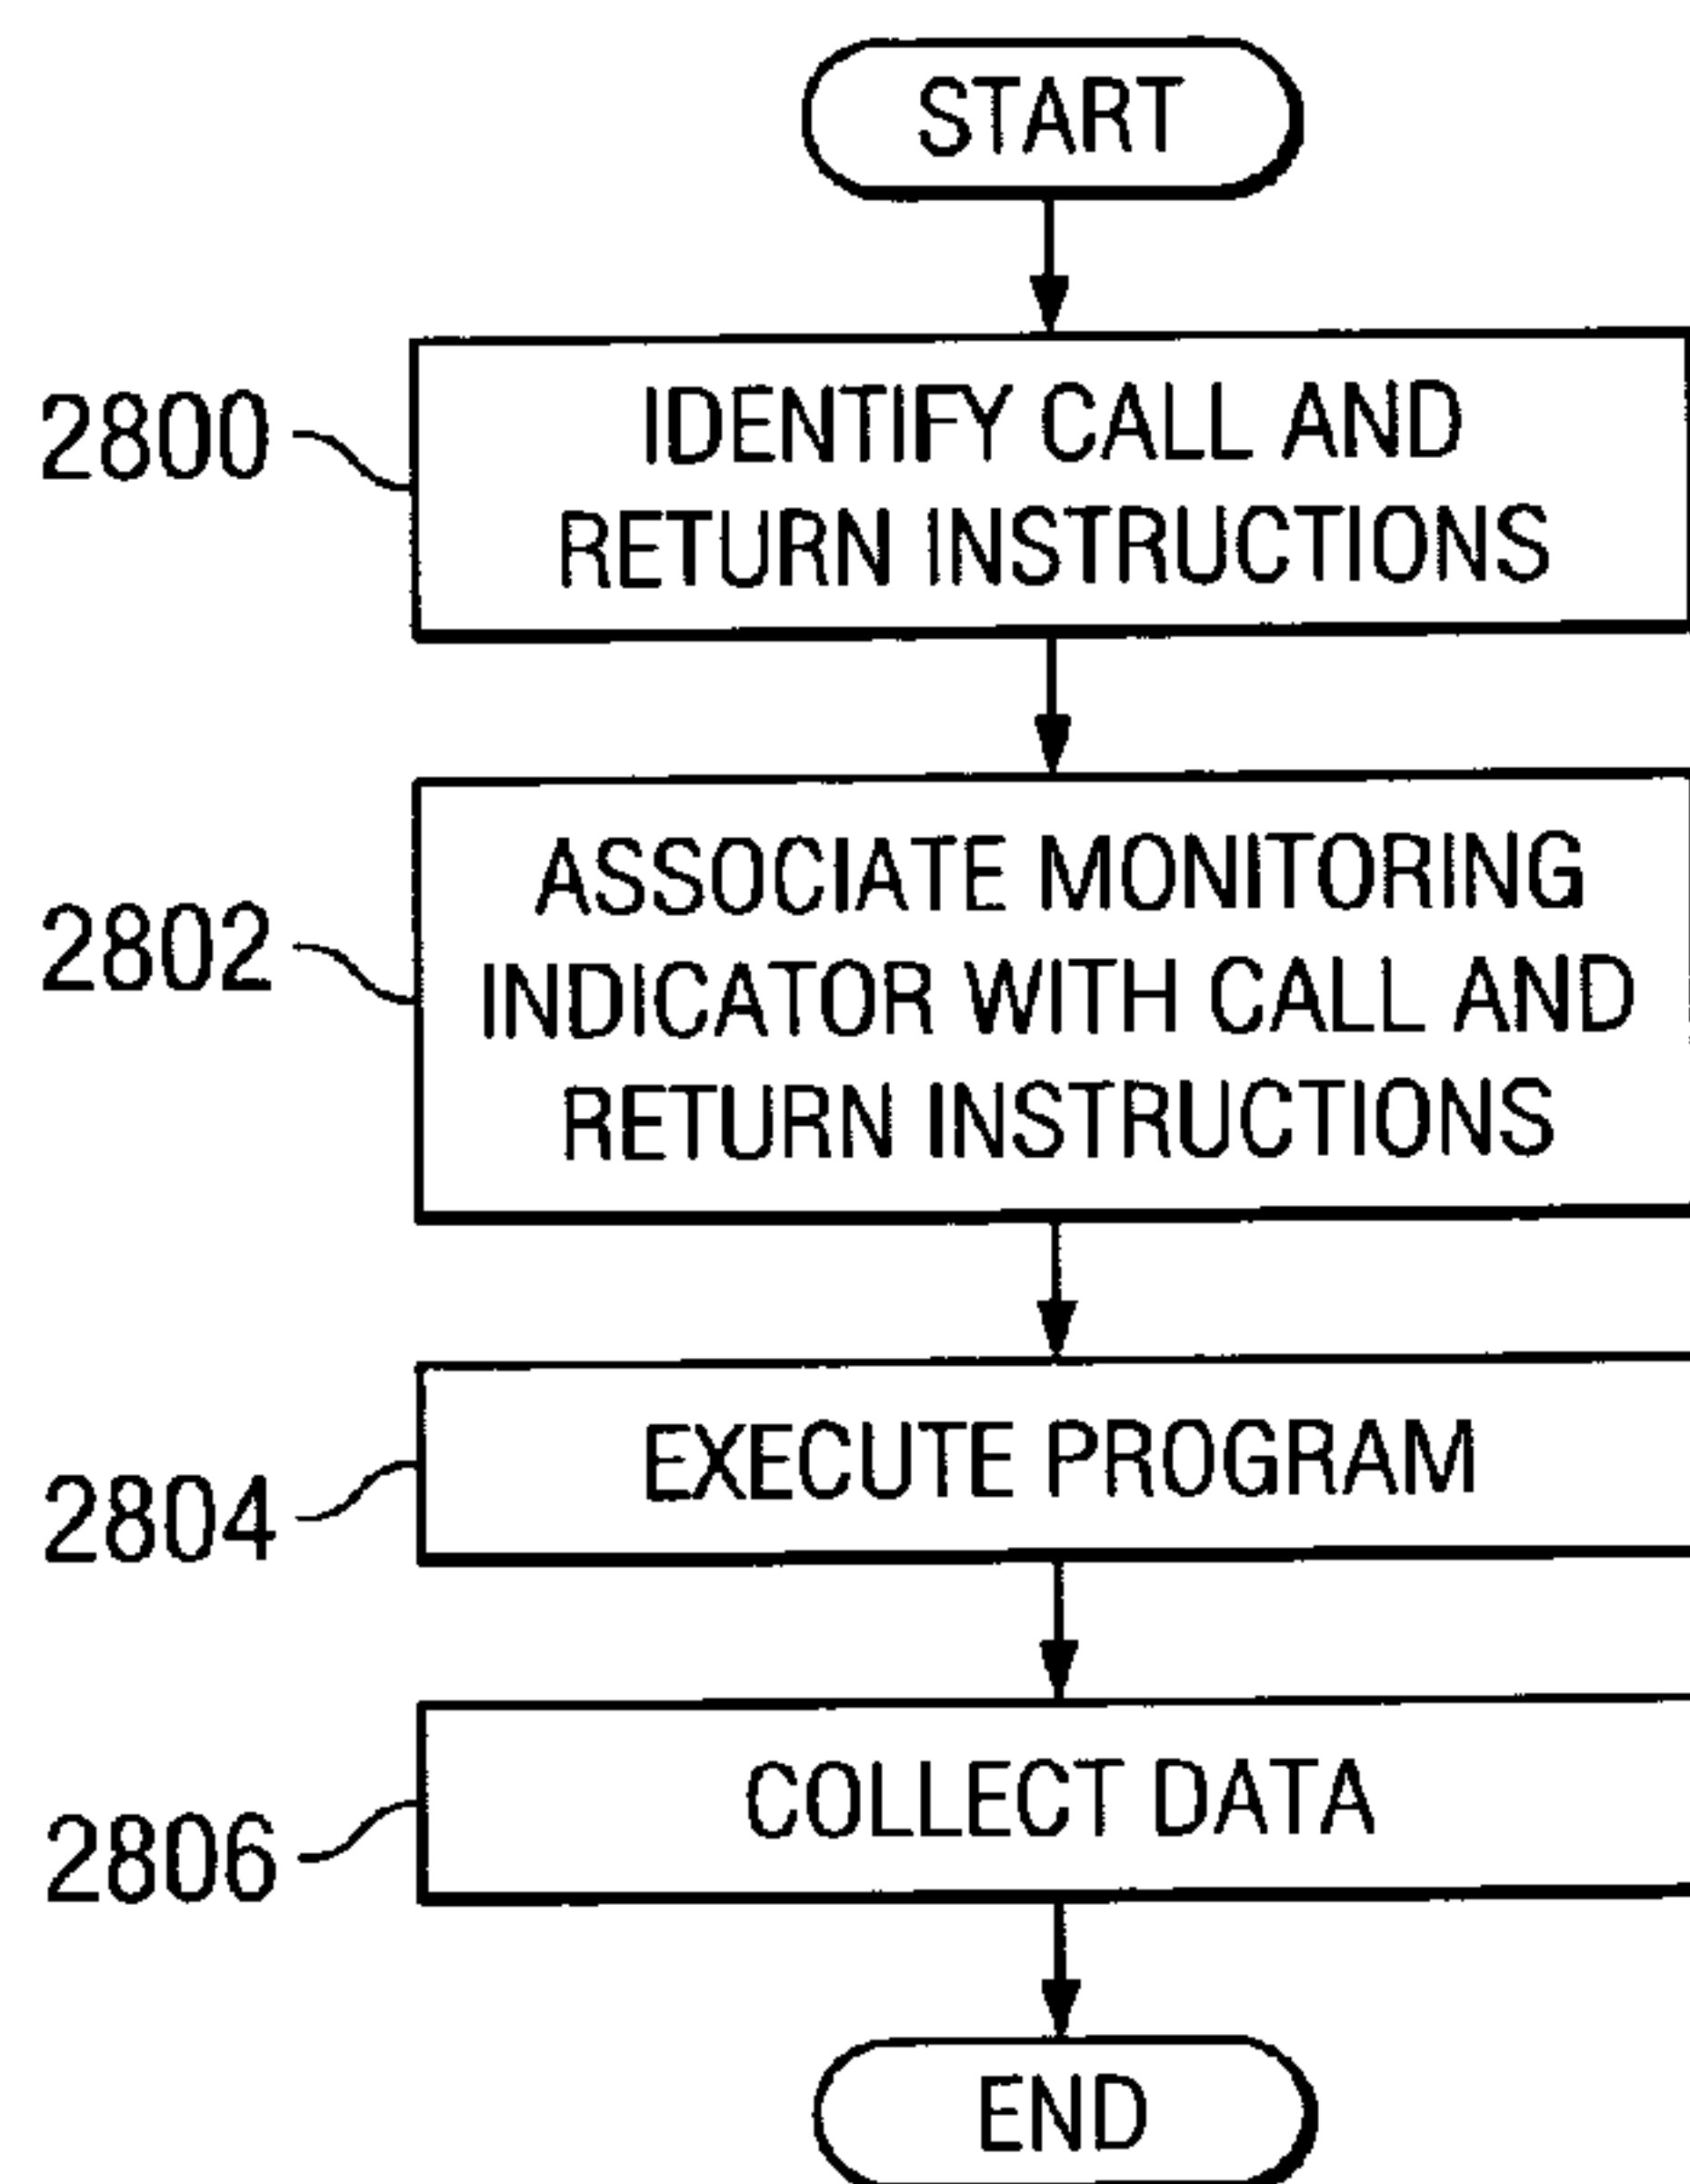 START
2800
IDENTIFY CALL AND
RETURN INSTRUCTIONS
2802
ASSOCIATE MONITORING
INDICATOR WITH CALL AND
RETURN INSTRUCTIONS
2804
EXECUTE PROGRAM
2806
COLLECT DATA
END